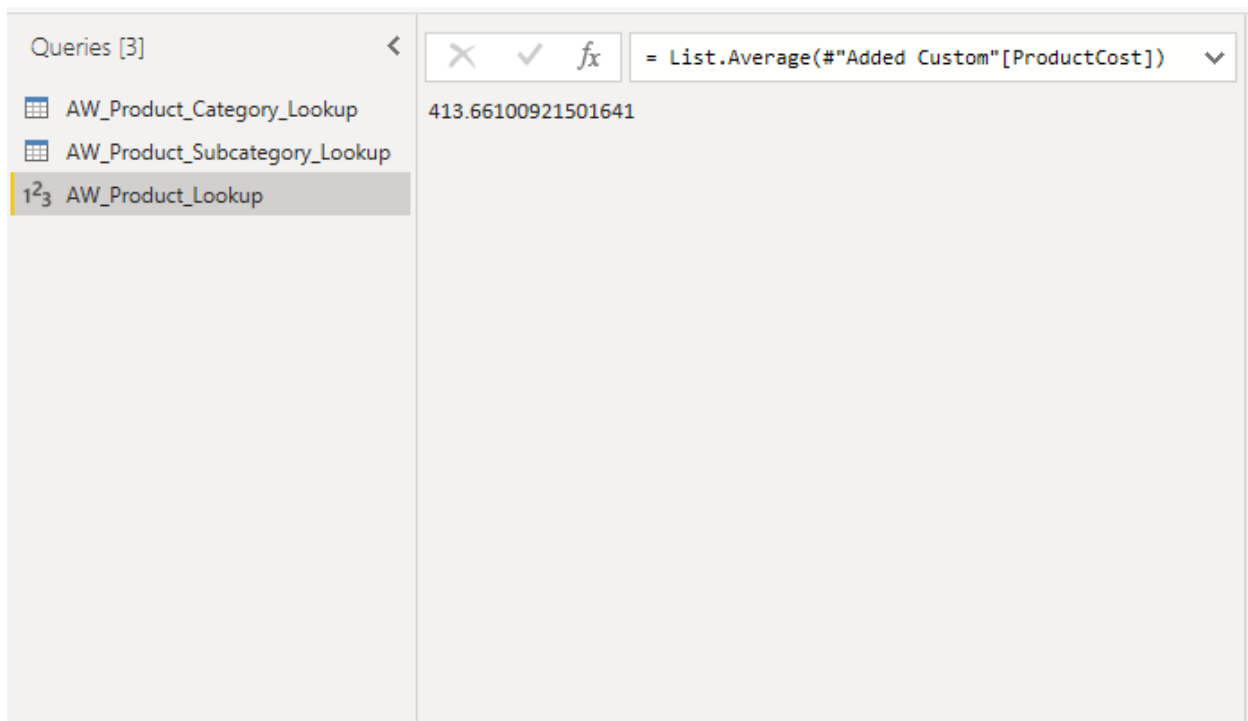 Queries [3]
fx
= List.Average(#"Added Custom"[ProductCost])
AW_Product_Category_Lookup
413.66100921501641
AW_Product_Subcategory_Lookup
1²3 AW_Product_Lookup